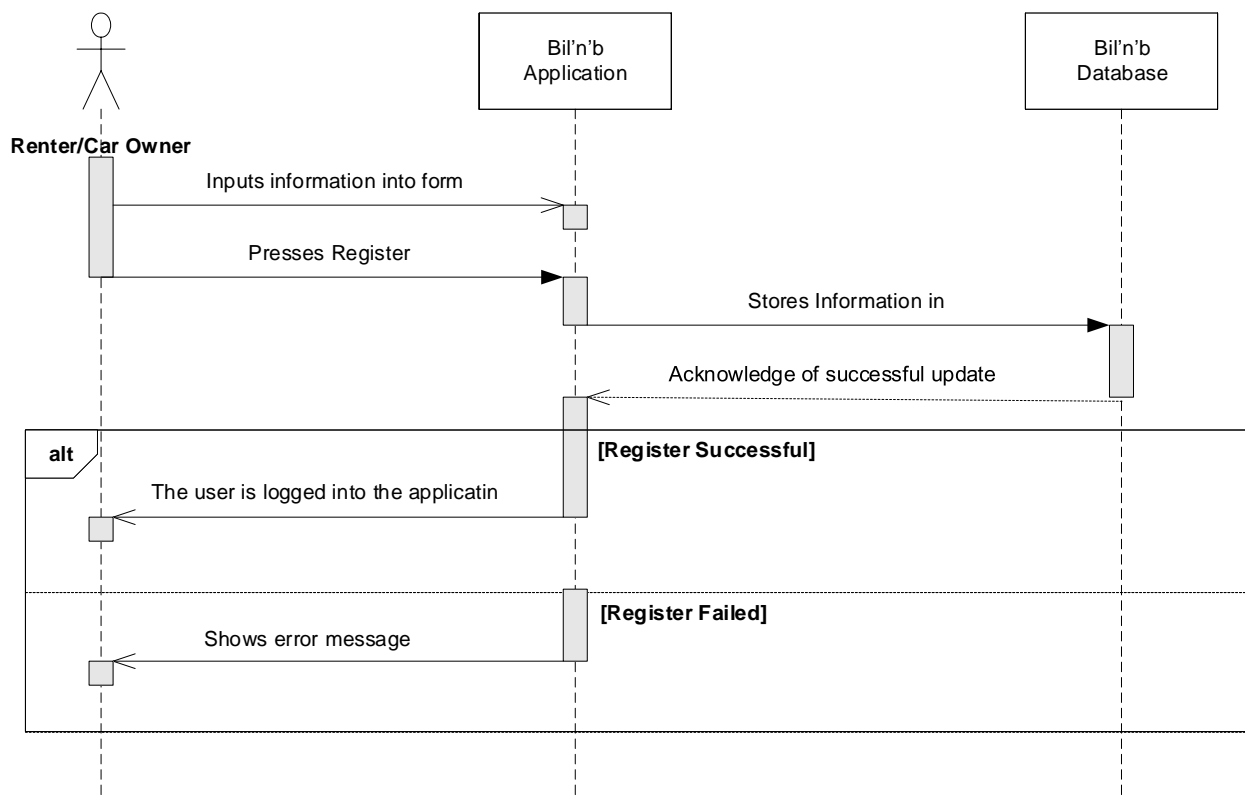 Bil’n’b
Application
Bil’n’b
Database
Renter/Car Owner
Inputs information into form
Presses Register
Stores Information in
Acknowledge of successful update
alt
[Register Successful]
The user is logged into the applicatin
[Register Failed]
Shows error message